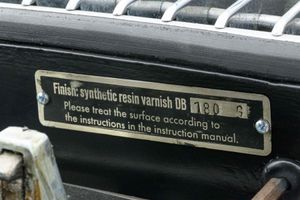 Finish: synthetic resin varnish DB 180 G
Please treat the surface according to
the instructions in the instruction manual.